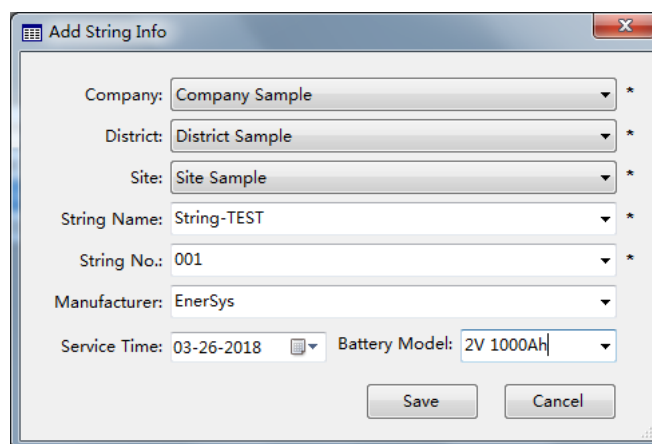 Add String Info
Company: Company Sample *
District: District Sample *
Site: Site Sample *
String Name: String-TEST *
String No.: 001 *
Manufacturer: EnerSys
Service Time: 03-26-2018 Battery Model: 2V 1000Ah
Save Cancel